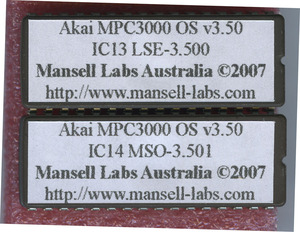 Akai MPC3000 OS v3.50
IC13 LSE-3.500
Mansell Labs Australia ©2007
http://www.mansell-labs.com
Akai MPC3000 OS v3.50
IC14 MSO-3.501
Mansell Labs Australia ©2007
http://www.mansell-labs.com